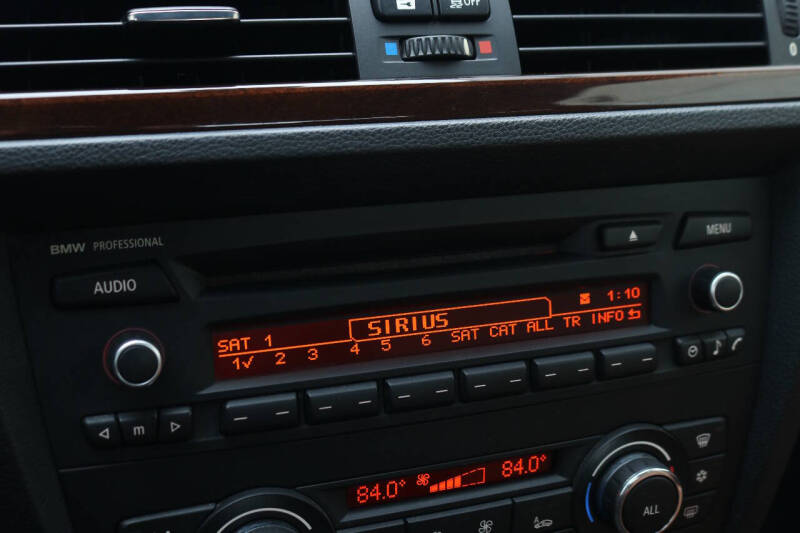 OFF
0
BMW PROFESSIONAL
MENU
AUDIO
SIRIUS 1:10
SAT 1
1✓ 2 3 4 5 6 SAT CAT ALL TR INFO
m
84.0° 84.0°
ALL